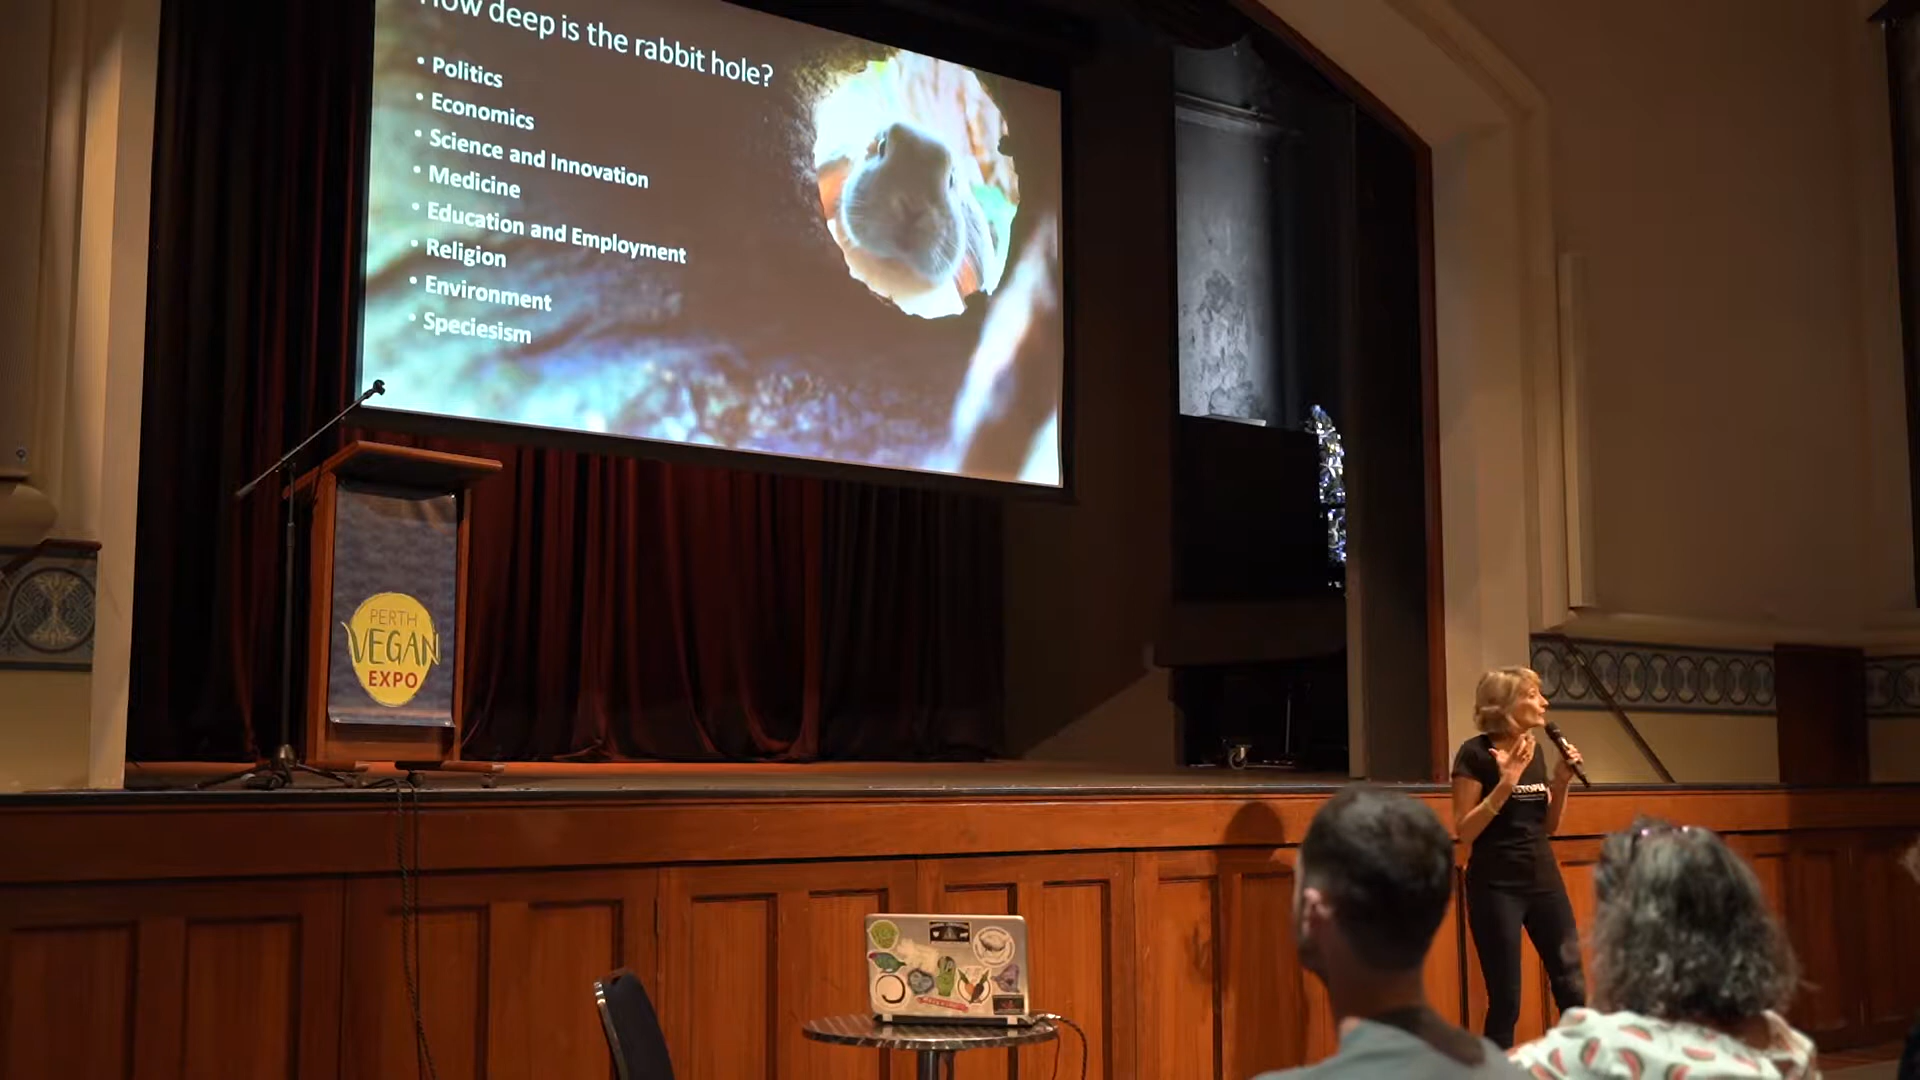 How deep is the rabbit hole?
• Politics
• Economics
• Science and Innovation
• Medicine
• Education and Employment
• Religion
• Environment
• Speciesism
PERTH
VEGAN
EXPO